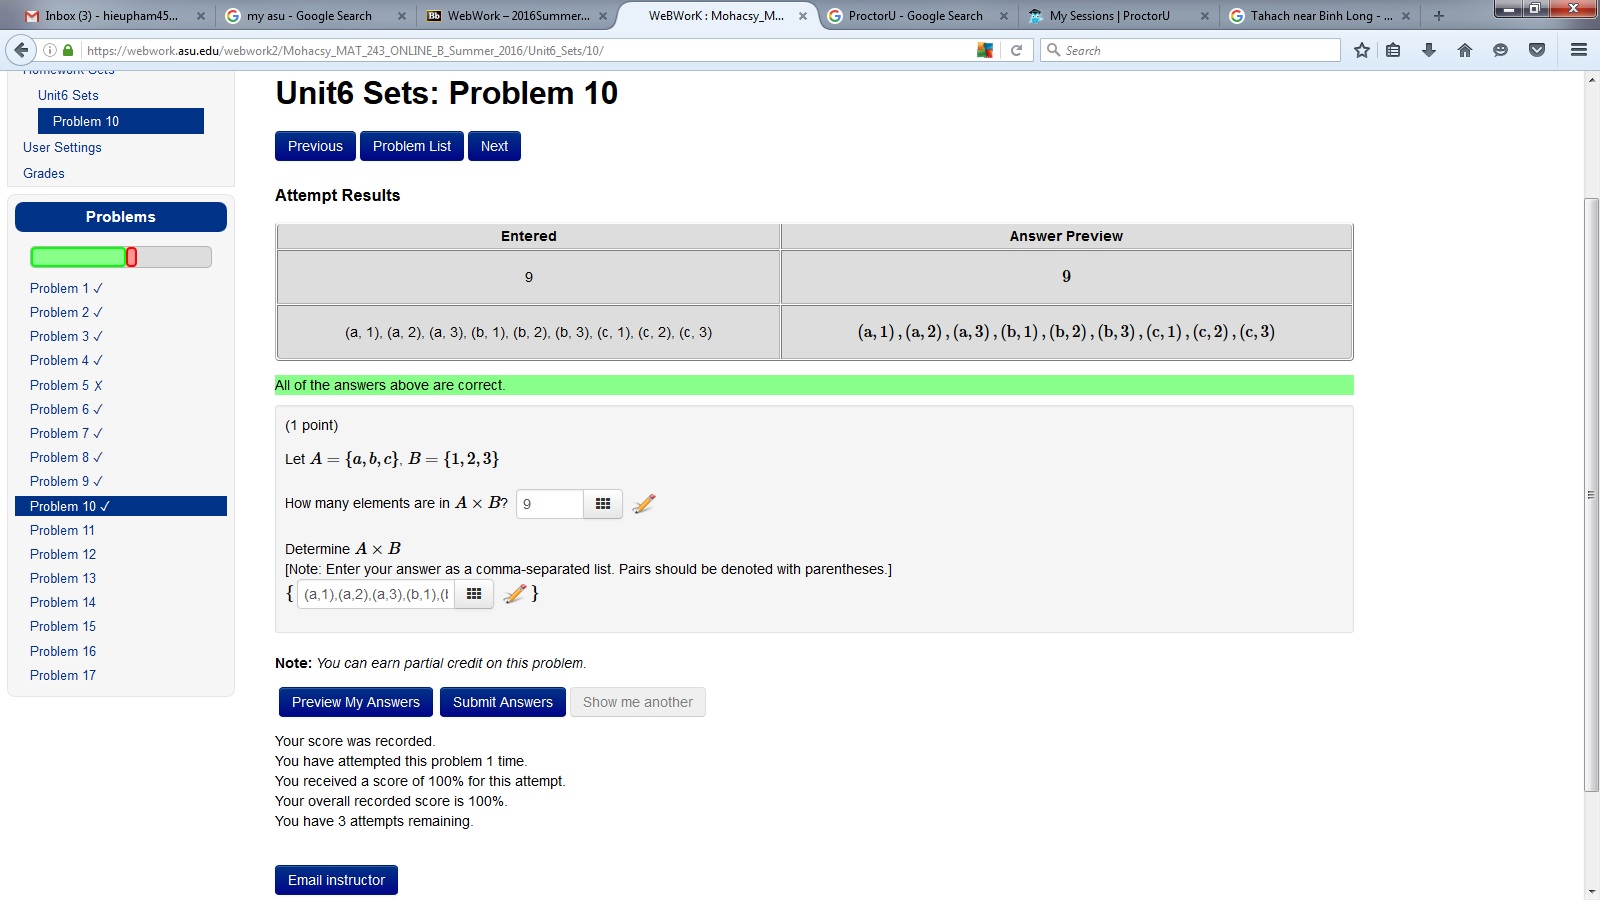 Inbox (3) - hieupham45...
my asu - Google Search
WebWork – 2016Summer...
WeBWorK : Mohacsy_M...
ProctorU - Google Search
My Sessions | ProctorU
Tahach near Binh Long - ...
https://webwork.asu.edu/webwork2/Mohacsy_MAT_243_ONLINE_B_Summer_2016/Unit6_Sets/10/
Search
Homework Sets
Unit6 Sets
Problem 10
User Settings
Grades
Problems
Problem 1 ✓
Problem 2 ✓
Problem 3 ✓
Problem 4 ✓
Problem 5 ✗
Problem 6 ✓
Problem 7 ✓
Problem 8 ✓
Problem 9 ✓
Problem 10 ✓
Problem 11
Problem 12
Problem 13
Problem 14
Problem 15
Problem 16
Problem 17
Unit6 Sets: Problem 10
Previous Problem List Next
Attempt Results
Entered Answer Preview
9 9
(a, 1), (a, 2), (a, 3), (b, 1), (b, 2), (b, 3), (c, 1), (c, 2), (c, 3) (a, 1) , (a, 2) , (a, 3) , (b, 1) , (b, 2) , (b, 3) , (c, 1) , (c, 2) , (c, 3)
All of the answers above are correct.
(1 point)
Let A = {a, b, c}, B = {1, 2, 3}
How many elements are in A × B? 9
Determine A × B
[Note: Enter your answer as a comma-separated list. Pairs should be denoted with parentheses.]
{ (a,1),(a,2),(a,3),(b,1),(b }
Note: You can earn partial credit on this problem.
Preview My Answers Submit Answers Show me another
Your score was recorded.
You have attempted this problem 1 time.
You received a score of 100% for this attempt.
Your overall recorded score is 100%.
You have 3 attempts remaining.
Email instructor